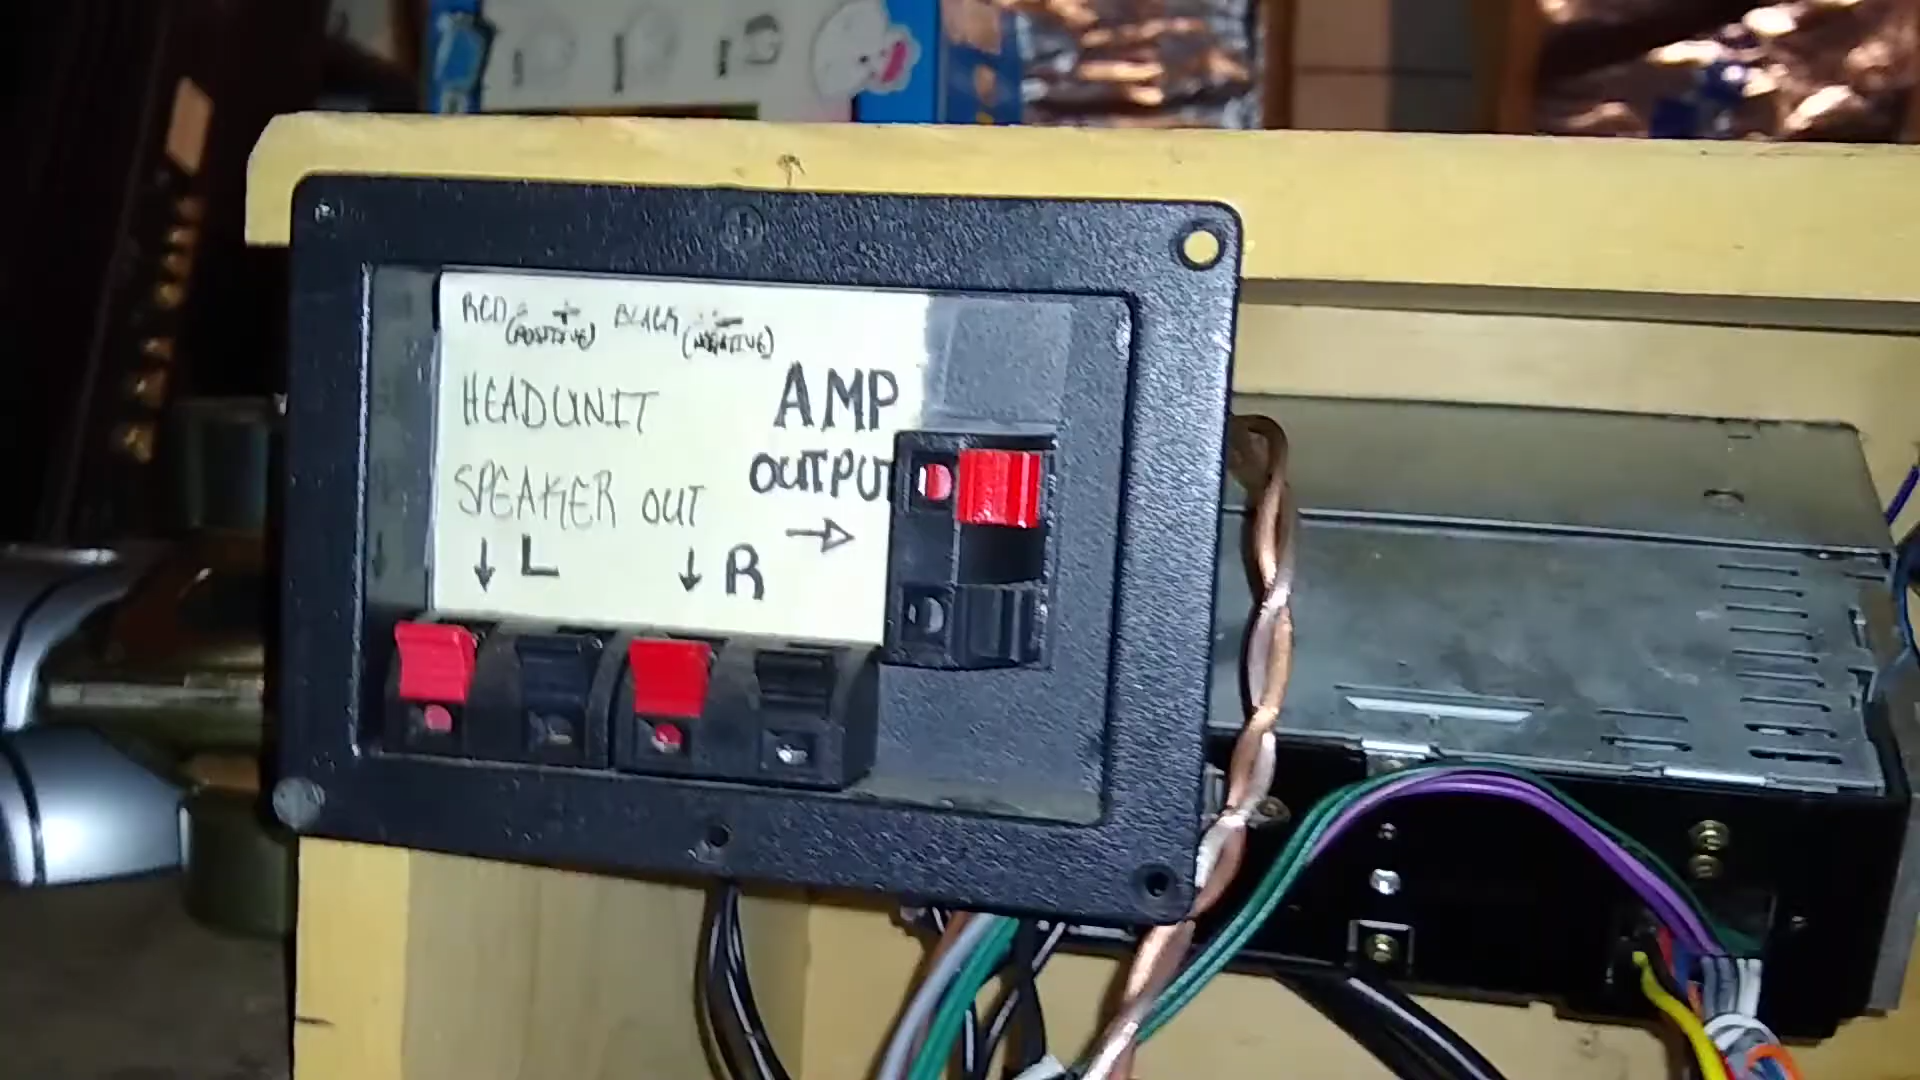 RED + BLACK -
(POSITIVE) (NEGATIVE)
HEADUNIT
SPEAKER OUT
↓ L ↓ R
AMP
OUTPUT
→